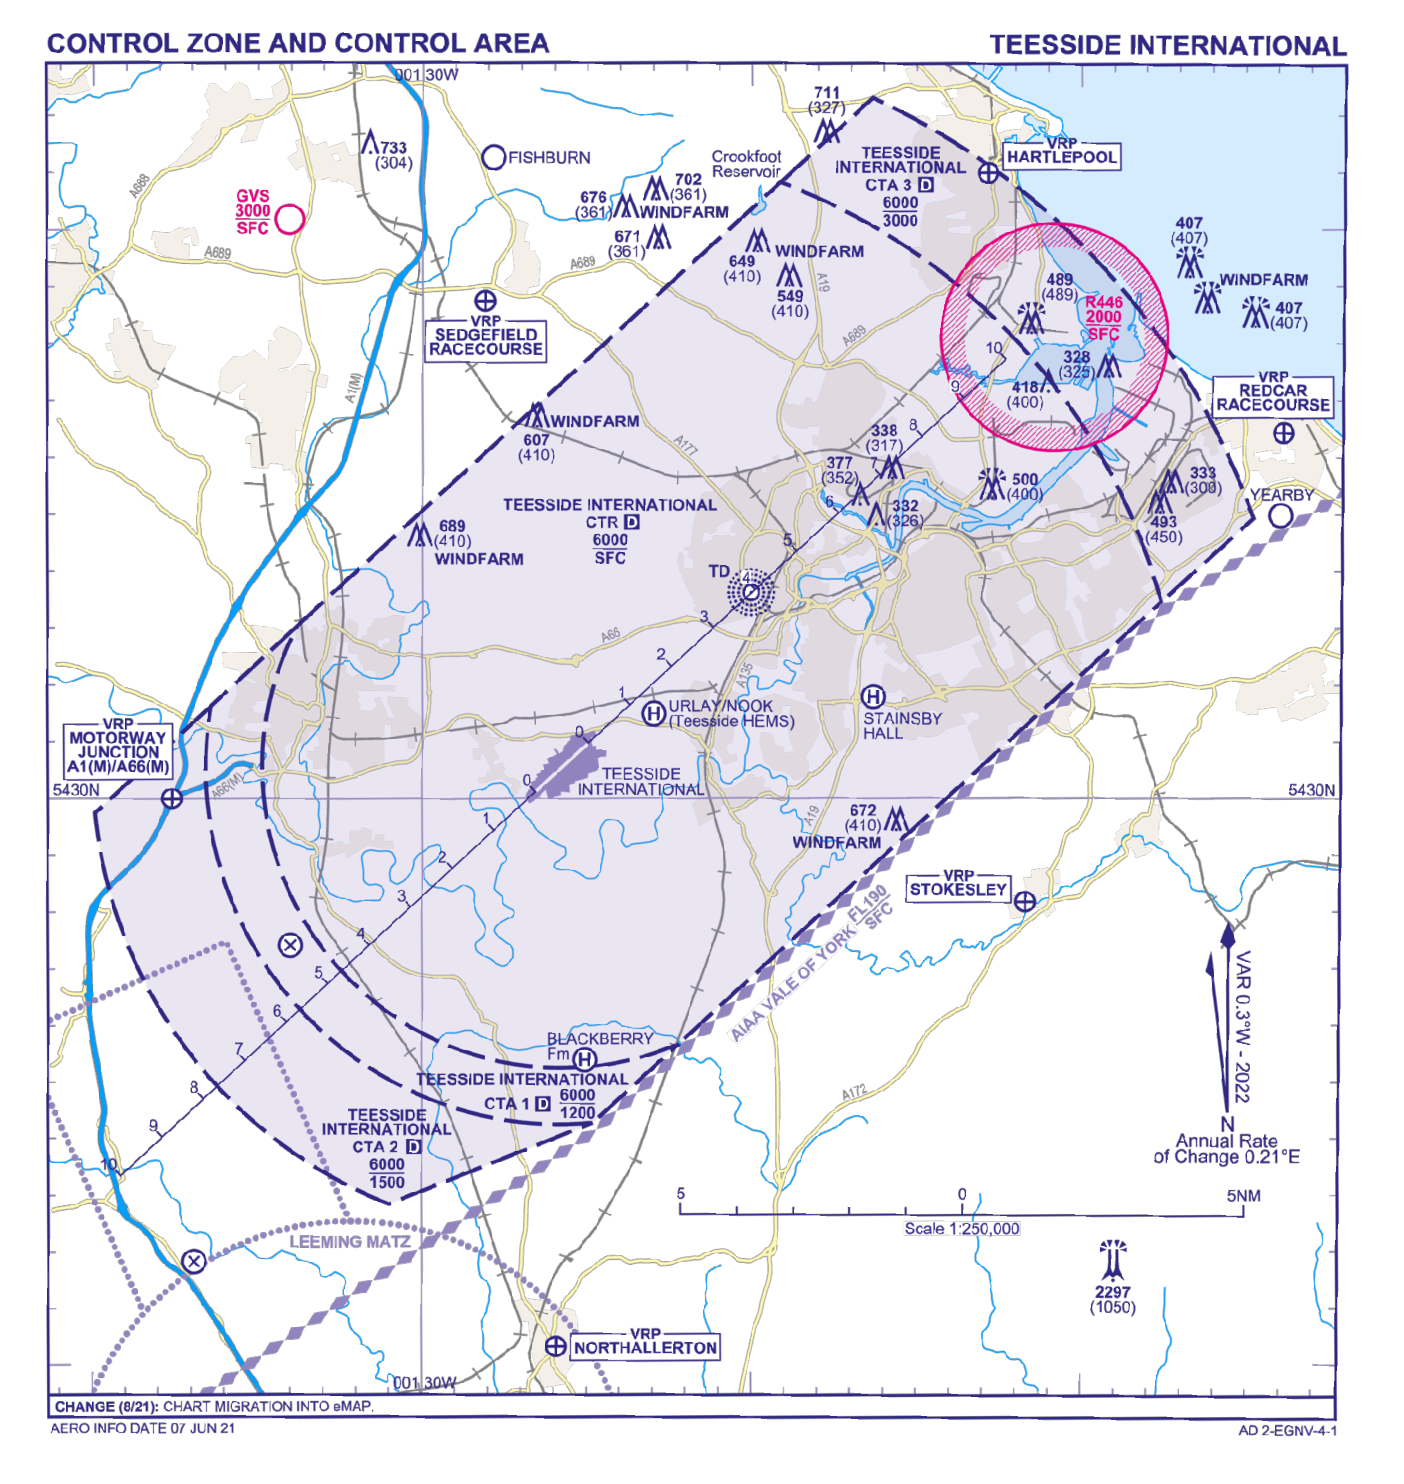 CONTROL ZONE AND CONTROL AREA
TEESSIDE INTERNATIONAL
001 30W
711
(327)
733
(304)
FISHBURN
Crookfoot
Reservoir
TEESSIDE
INTERNATIONAL
CTA 3 D
6000
3000
VRP
HARTLEPOOL
A688
GVS
3000
SFC
702
(361)
676
(361)
WINDFARM
671
(361)
A689
A689
649
(410)
WINDFARM
549
(410)
A19
A689
407
(407)
WINDFARM
407
(407)
489
(489)
R446
2000
SFC
328
(325)
418
(400)
VRP
SEDGEFIELD
RACECOURSE
A1(M)
VRP
REDCAR
RACECOURSE
10
9
8
7
6
5
4
3
2
1
0
WINDFARM
607
(410)
A177
338
(317)
377
(352)
332
(326)
500
(400)
333
(300)
493
(450)
YEARBY
TEESSIDE INTERNATIONAL
CTR D
6000
SFC
689
(410)
WINDFARM
TD
A66
A135
URLAY NOOK
(Teesside HEMS)
STAINSBY
HALL
VRP
MOTORWAY
JUNCTION
A1(M)/A66(M)
A66(M)
5430N
5430N
TEESSIDE
INTERNATIONAL
0
1
2
3
4
5
6
7
8
9
10
672
(410)
WINDFARM
A19
VRP
STOKESLEY
AIAA VALE OF YORK FL190
SFC
VAR 0.3°W - 2022
N
Annual Rate
of Change 0.21°E
BLACKBERRY
Fm
TEESSIDE INTERNATIONAL
CTA 1 D 6000
1200
TEESSIDE
INTERNATIONAL
CTA 2 D
6000
1500
A172
5
0
5NM
Scale 1:250,000
LEEMING MATZ
2297
(1050)
VRP
NORTHALLERTON
001 30W
CHANGE (8/21): CHART MIGRATION INTO eMAP.
AERO INFO DATE 07 JUN 21
AD 2-EGNV-4-1